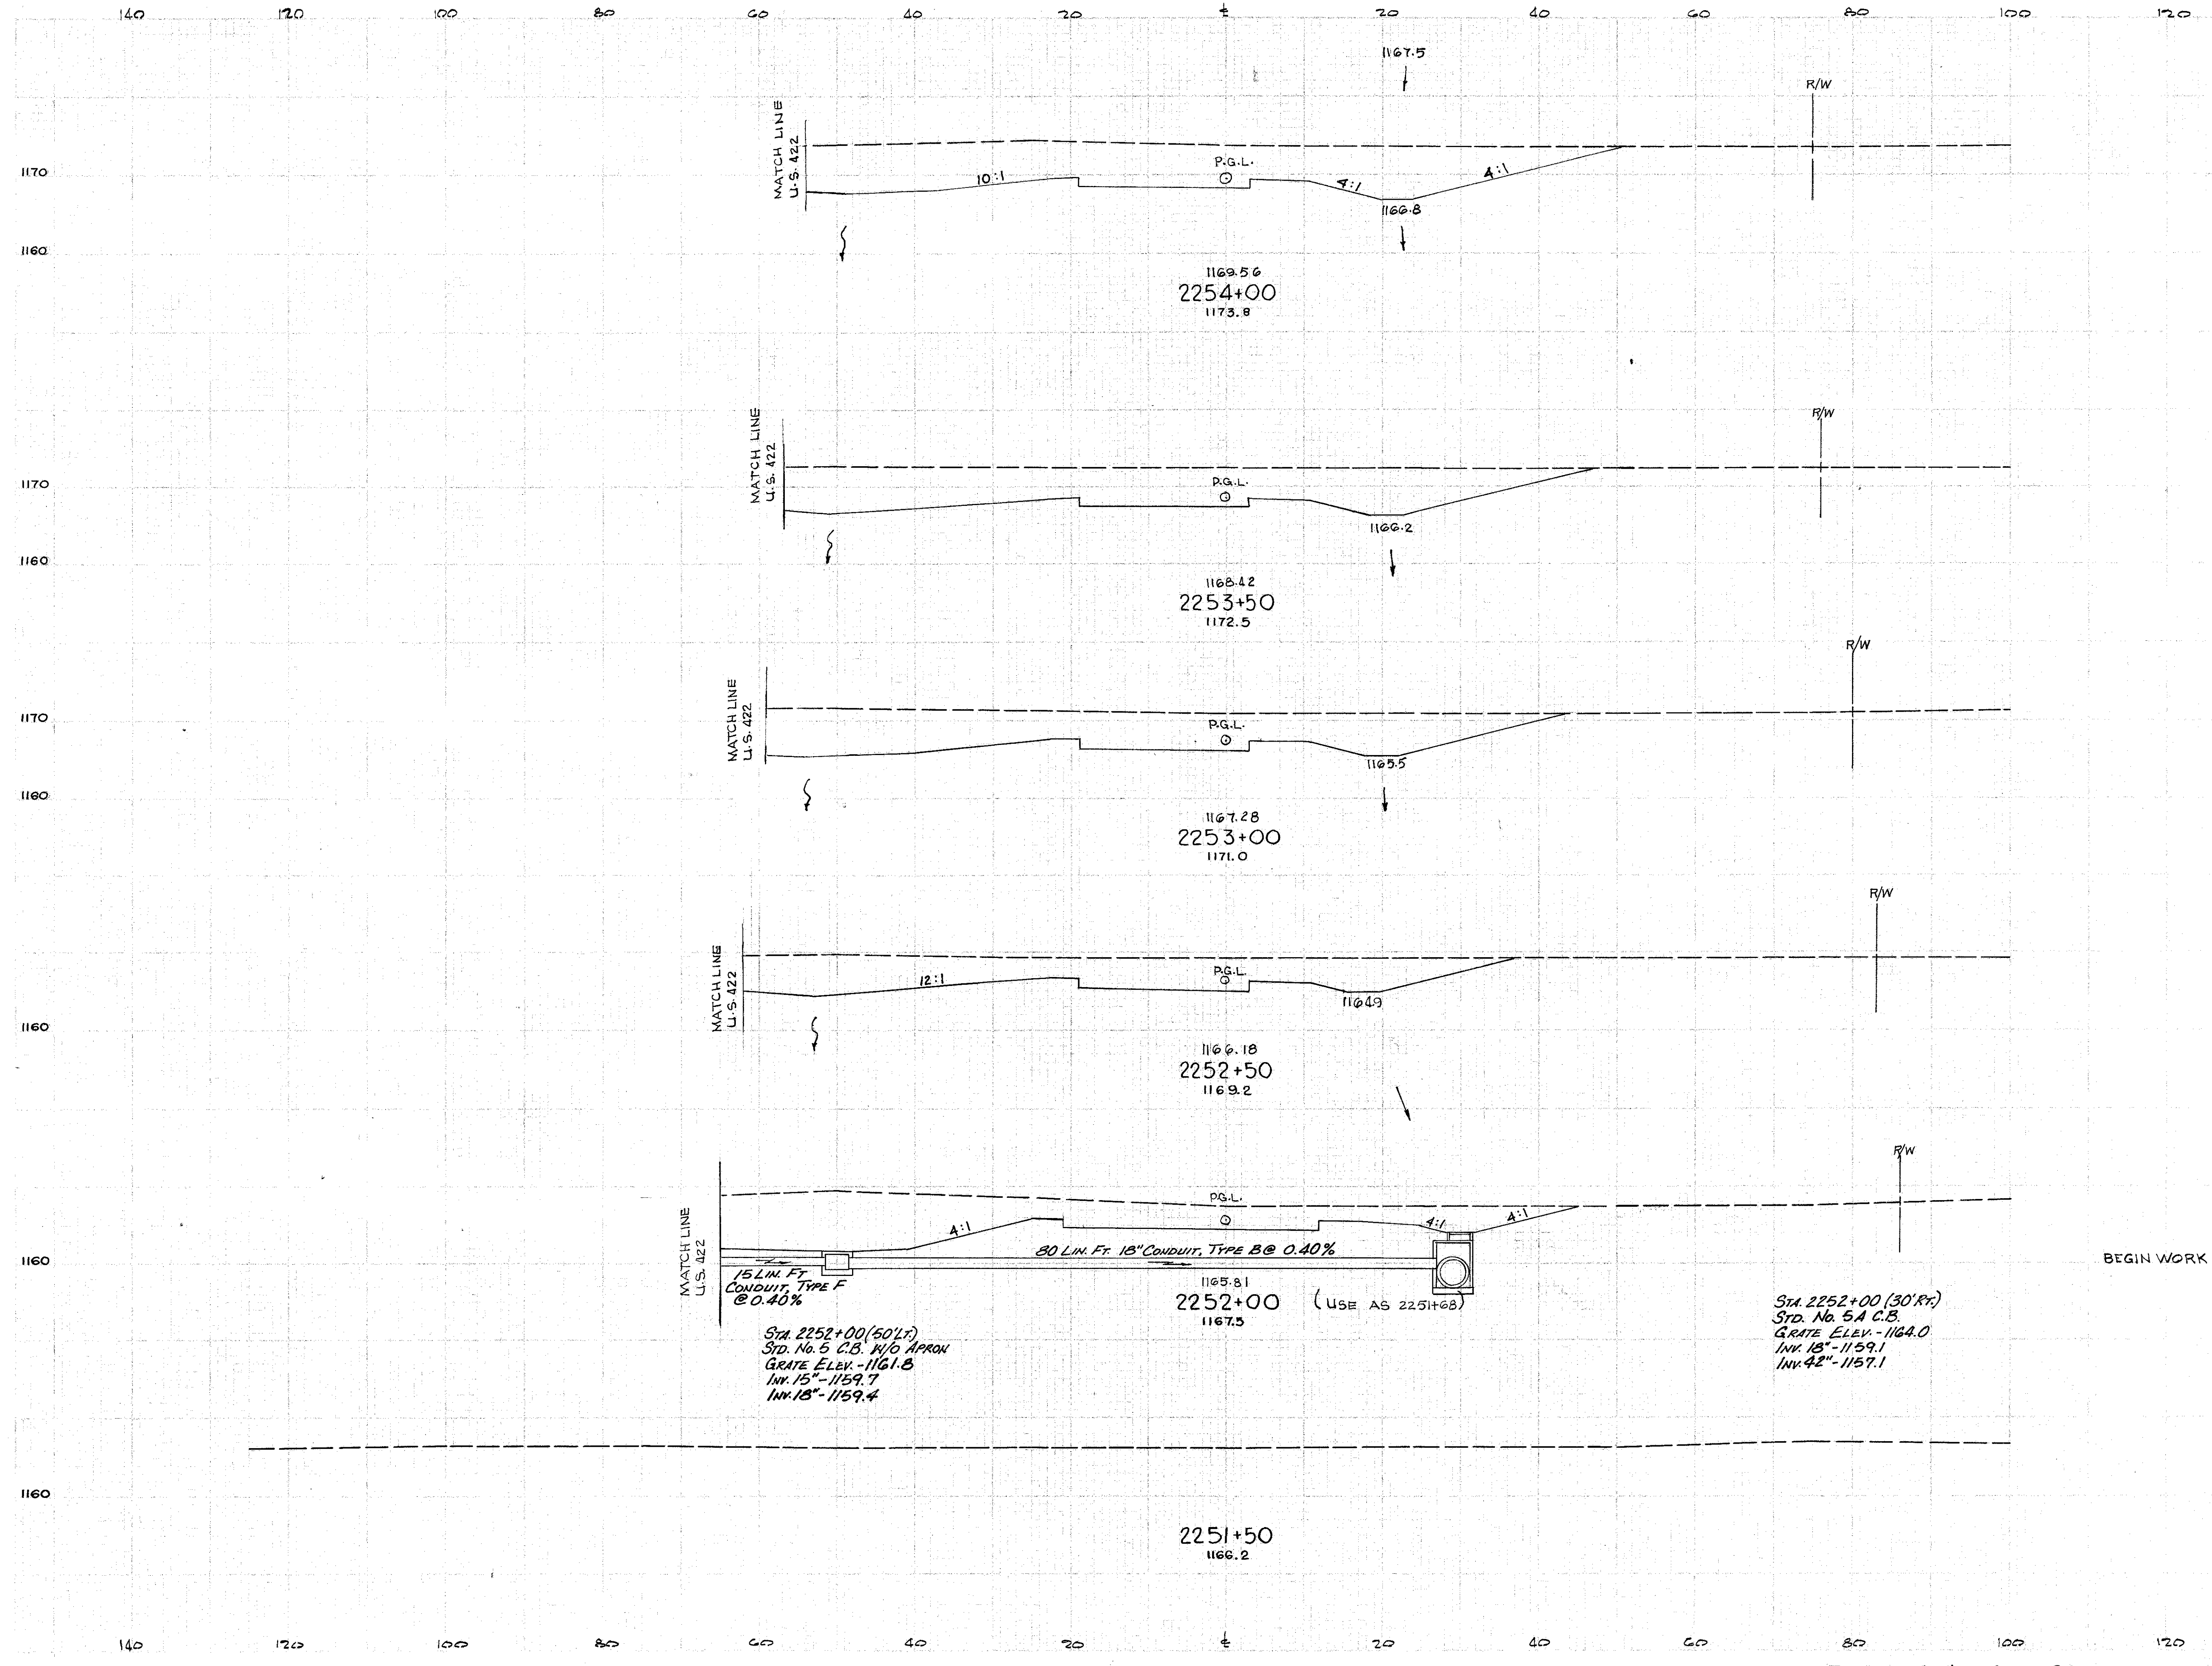 140 120 100 80 60 40 20 ℄ 20 40 60 80 100 120
1167.5
R/W
MATCH LINE
U.S. 422
P.G.L.
1170
10:1
4:1
4:1
1166.8
1160
1169.56
2254+00
1173.8
R/W
MATCH LINE
U.S. 422
1170
P.G.L.
1166.2
1160
1168.42
2253+50
1172.5
R/W
MATCH LINE
U.S. 422
1170
P.G.L.
1165.5
1160
1167.28
2253+00
1171.0
R/W
MATCH LINE
U.S. 422
P.G.L.
12:1
1164.9
1160
1166.18
2252+50
1169.2
R/W
MATCH LINE
U.S. 422
P.G.L.
4:1
4:1
4:1
80 LIN. FT. 18" CONDUIT, TYPE B @ 0.40%
1160
BEGIN WORK
15 LIN. FT
CONDUIT, TYPE F
@ 0.40%
1165.81
2252+00 (USE AS 2251+68)
1167.5
STA. 2252+00 (50' LT.)
STD. No. 5 C.B. W/O APRON
GRATE ELEV. - 1161.8
INV. 15" - 1159.7
INV. 18" - 1159.4
STA. 2252+00 (30' RT.)
STD. No. 5A C.B.
GRATE ELEV. - 1164.0
INV. 18" - 1159.1
INV. 42" - 1157.1
1160
2251+50
1166.2
140 120 100 80 60 40 20 ℄ 20 40 60 80 100 120